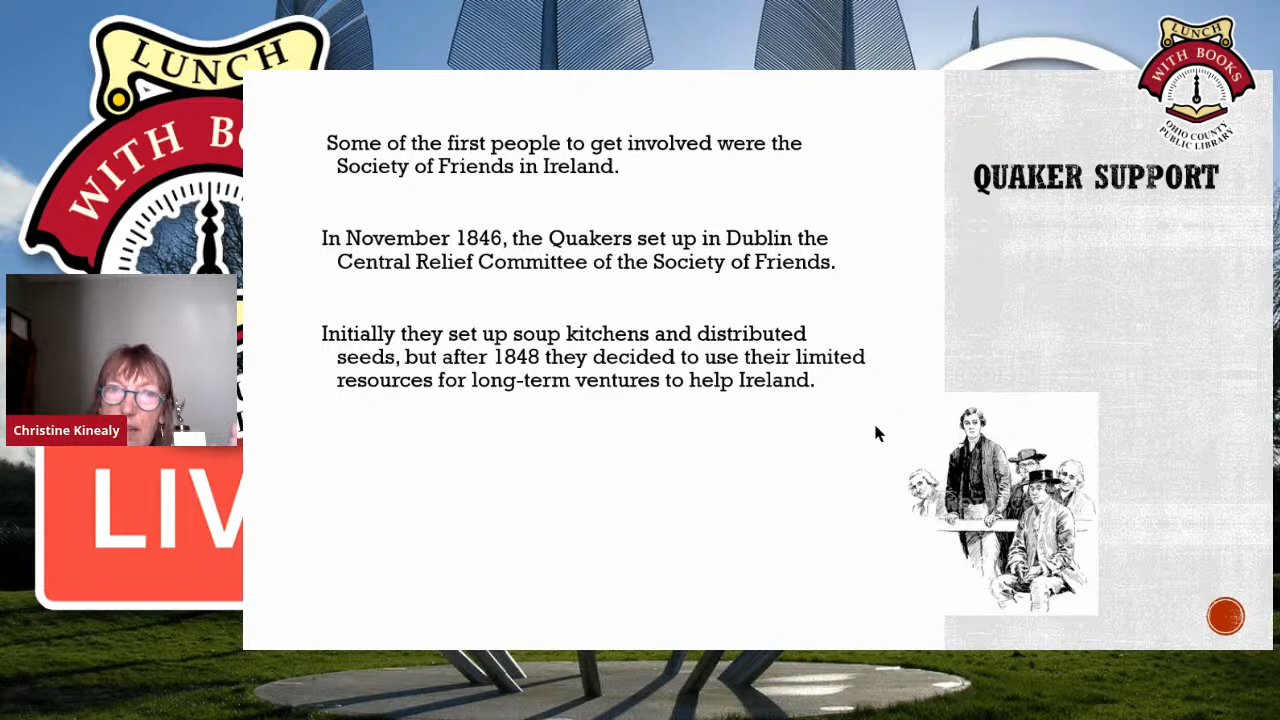 LUNCH
WITH BO
LIV
Christine Kinealy
Some of the first people to get involved were the
Society of Friends in Ireland.
In November 1846, the Quakers set up in Dublin the
Central Relief Committee of the Society of Friends.
Initially they set up soup kitchens and distributed
seeds, but after 1848 they decided to use their limited
resources for long-term ventures to help Ireland.
LUNCH
WITH BOOKS
OHIO COUNTY
PUBLIC LIBRARY
QUAKER SUPPORT